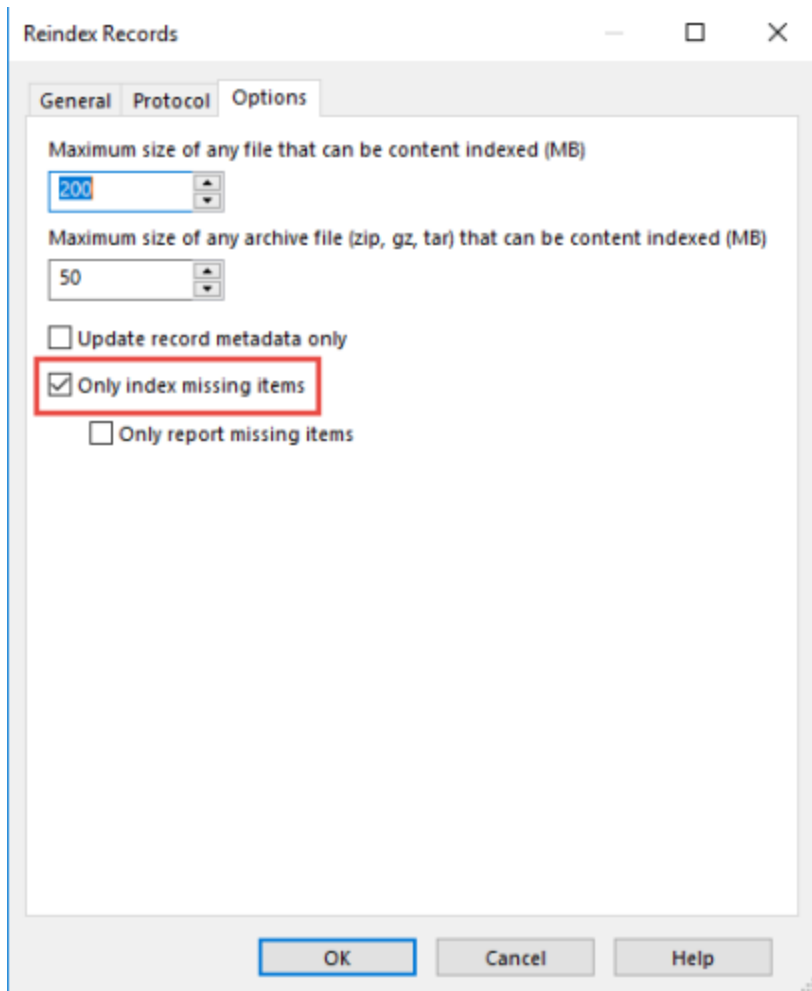 Reindex Records
General Protocol Options
Maximum size of any file that can be content indexed (MB)
200
Maximum size of any archive file (zip, gz, tar) that can be content indexed (MB)
50
Update record metadata only
Only index missing items
Only report missing items
OK Cancel Help